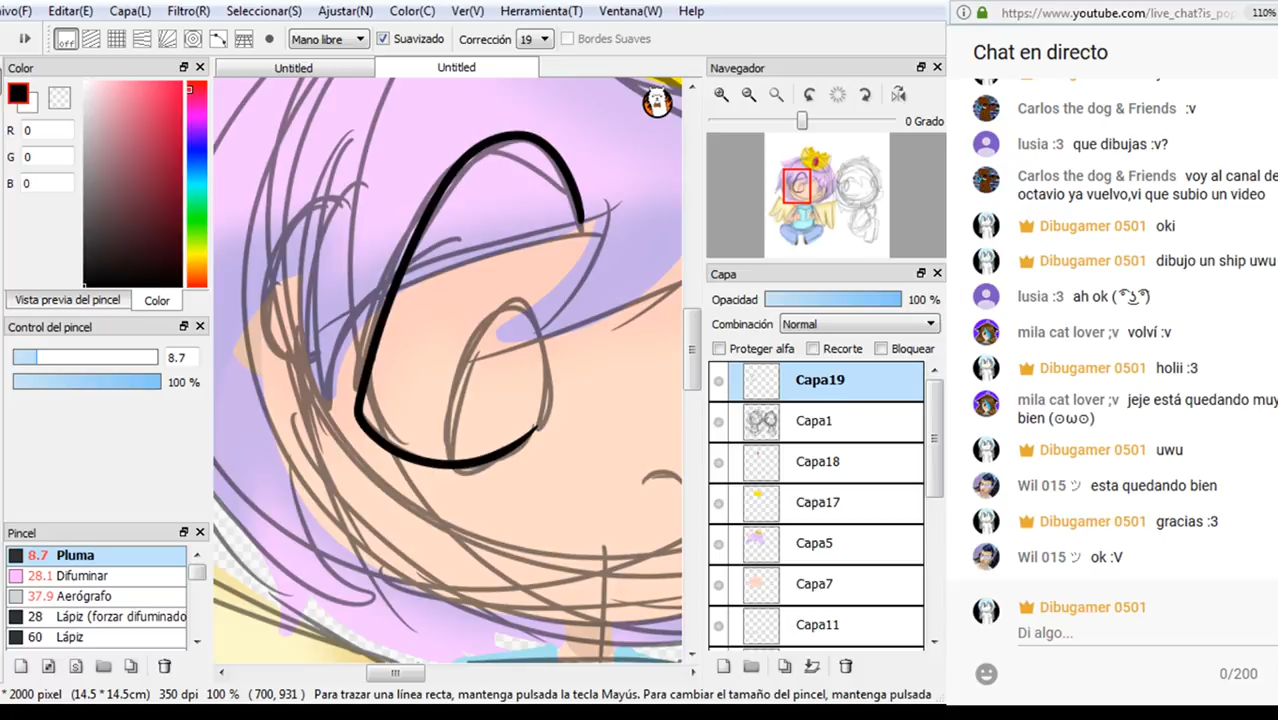 Editar(E) Capa(L) Filtro(R) Seleccionar(S) Ajustar(N) Color(C) Ver(V) Herramienta(T) Ventana(W) Help
off Mano libre Suavizado Corrección 19 Bordes Suaves
Color
R 0
G 0
B 0
Vista previa del pincel Color
Control del pincel
8.7
100 %
Pincel
8.7 Pluma
28.1 Difuminar
37.9 Aerógrafo
28 Lápiz (forzar difuminado
60 Lápiz
Untitled Untitled
Navegador
0 Grado
Capa
Opacidad 100 %
Combinación Normal
Proteger alfa Recorte Bloquear
Capa19
Capa1
Capa18
Capa17
Capa5
Capa7
Capa11
* 2000 pixel (14.5 * 14.5cm) 350 dpi 100 % (700, 931) Para trazar una línea recta, mantenga pulsada la tecla Mayús. Para cambiar el tamaño del pincel, mantenga pulsada
https://www.youtube.com/live_chat?is_pop 110%
Chat en directo
Carlos the dog & Friends :v
lusia :3 que dibujas :v?
Carlos the dog & Friends voy al canal de
octavio ya vuelvo,vi que subio un video
Dibugamer 0501 oki
Dibugamer 0501 dibujo un ship uwu
lusia :3 ah ok ( ͡° ͜ʖ ͡°)
mila cat lover ;v volví :v
Dibugamer 0501 holii :3
mila cat lover ;v jeje está quedando muy
bien (⊙ω⊙)
Dibugamer 0501 uwu
Wil 015 ツ esta quedando bien
Dibugamer 0501 gracias :3
Wil 015 ツ ok :V
Dibugamer 0501
Di algo...
0/200